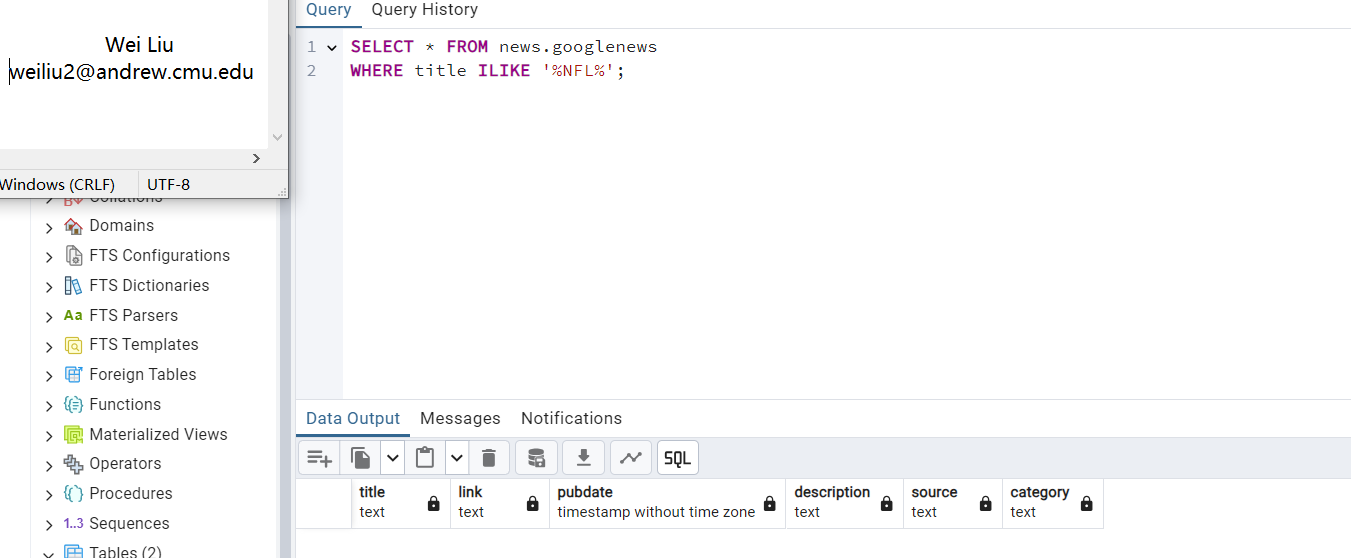 Wei Liu
weiliu2@andrew.cmu.edu
Windows (CRLF) UTF-8
Collations
Domains
FTS Configurations
FTS Dictionaries
Aa FTS Parsers
FTS Templates
Foreign Tables
Functions
Materialized Views
Operators
Procedures
1..3 Sequences
Tables (2)
Query Query History
1 SELECT * FROM news.googlenews
2 WHERE title ILIKE '%NFL%';
Data Output Messages Notifications
SQL
title link pubdate description source category
text text timestamp without time zone text text text